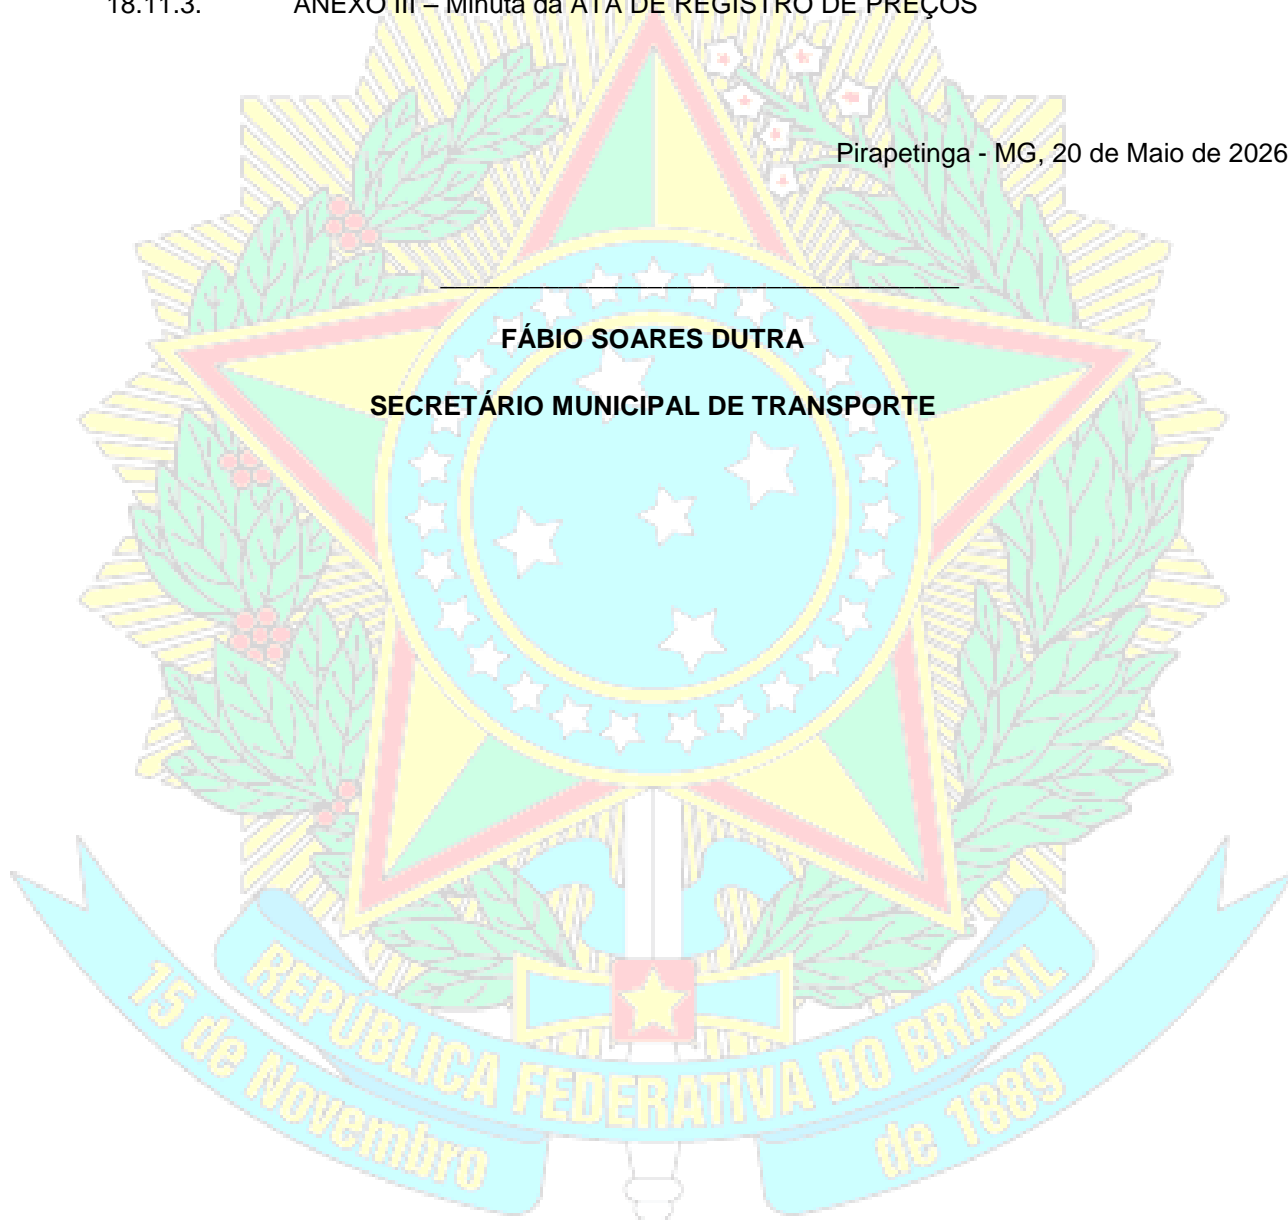 18.11.3. ANEXO III – Minuta da ATA DE REGISTRO DE PREÇOS
Pirapetinga - MG, 20 de Maio de 2026
FÁBIO SOARES DUTRA
SECRETÁRIO MUNICIPAL DE TRANSPORTE
REPÚBLICA FEDERATIVA DO BRASIL
15 de Novembro de 1889